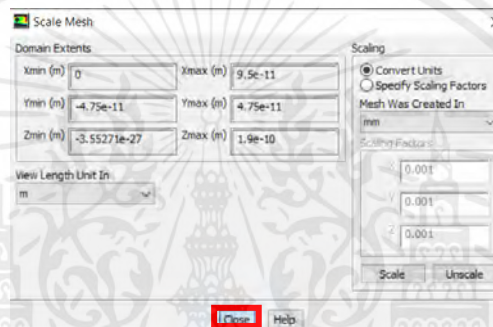 Scale Mesh
Domain Extents
Xmin (m) 0 Xmax (m) 9.5e-11
Ymin (m) -4.75e-11 Ymax (m) 4.75e-11
Zmin (m) -3.55271e-27 Zmax (m) 1.9e-10
View Length Unit In
m
Scaling
Convert Units
Specify Scaling Factors
Mesh Was Created In
mm
Scaling Factors
X 0.001
Y 0.001
Z 0.001
Scale Unscale
Close Help